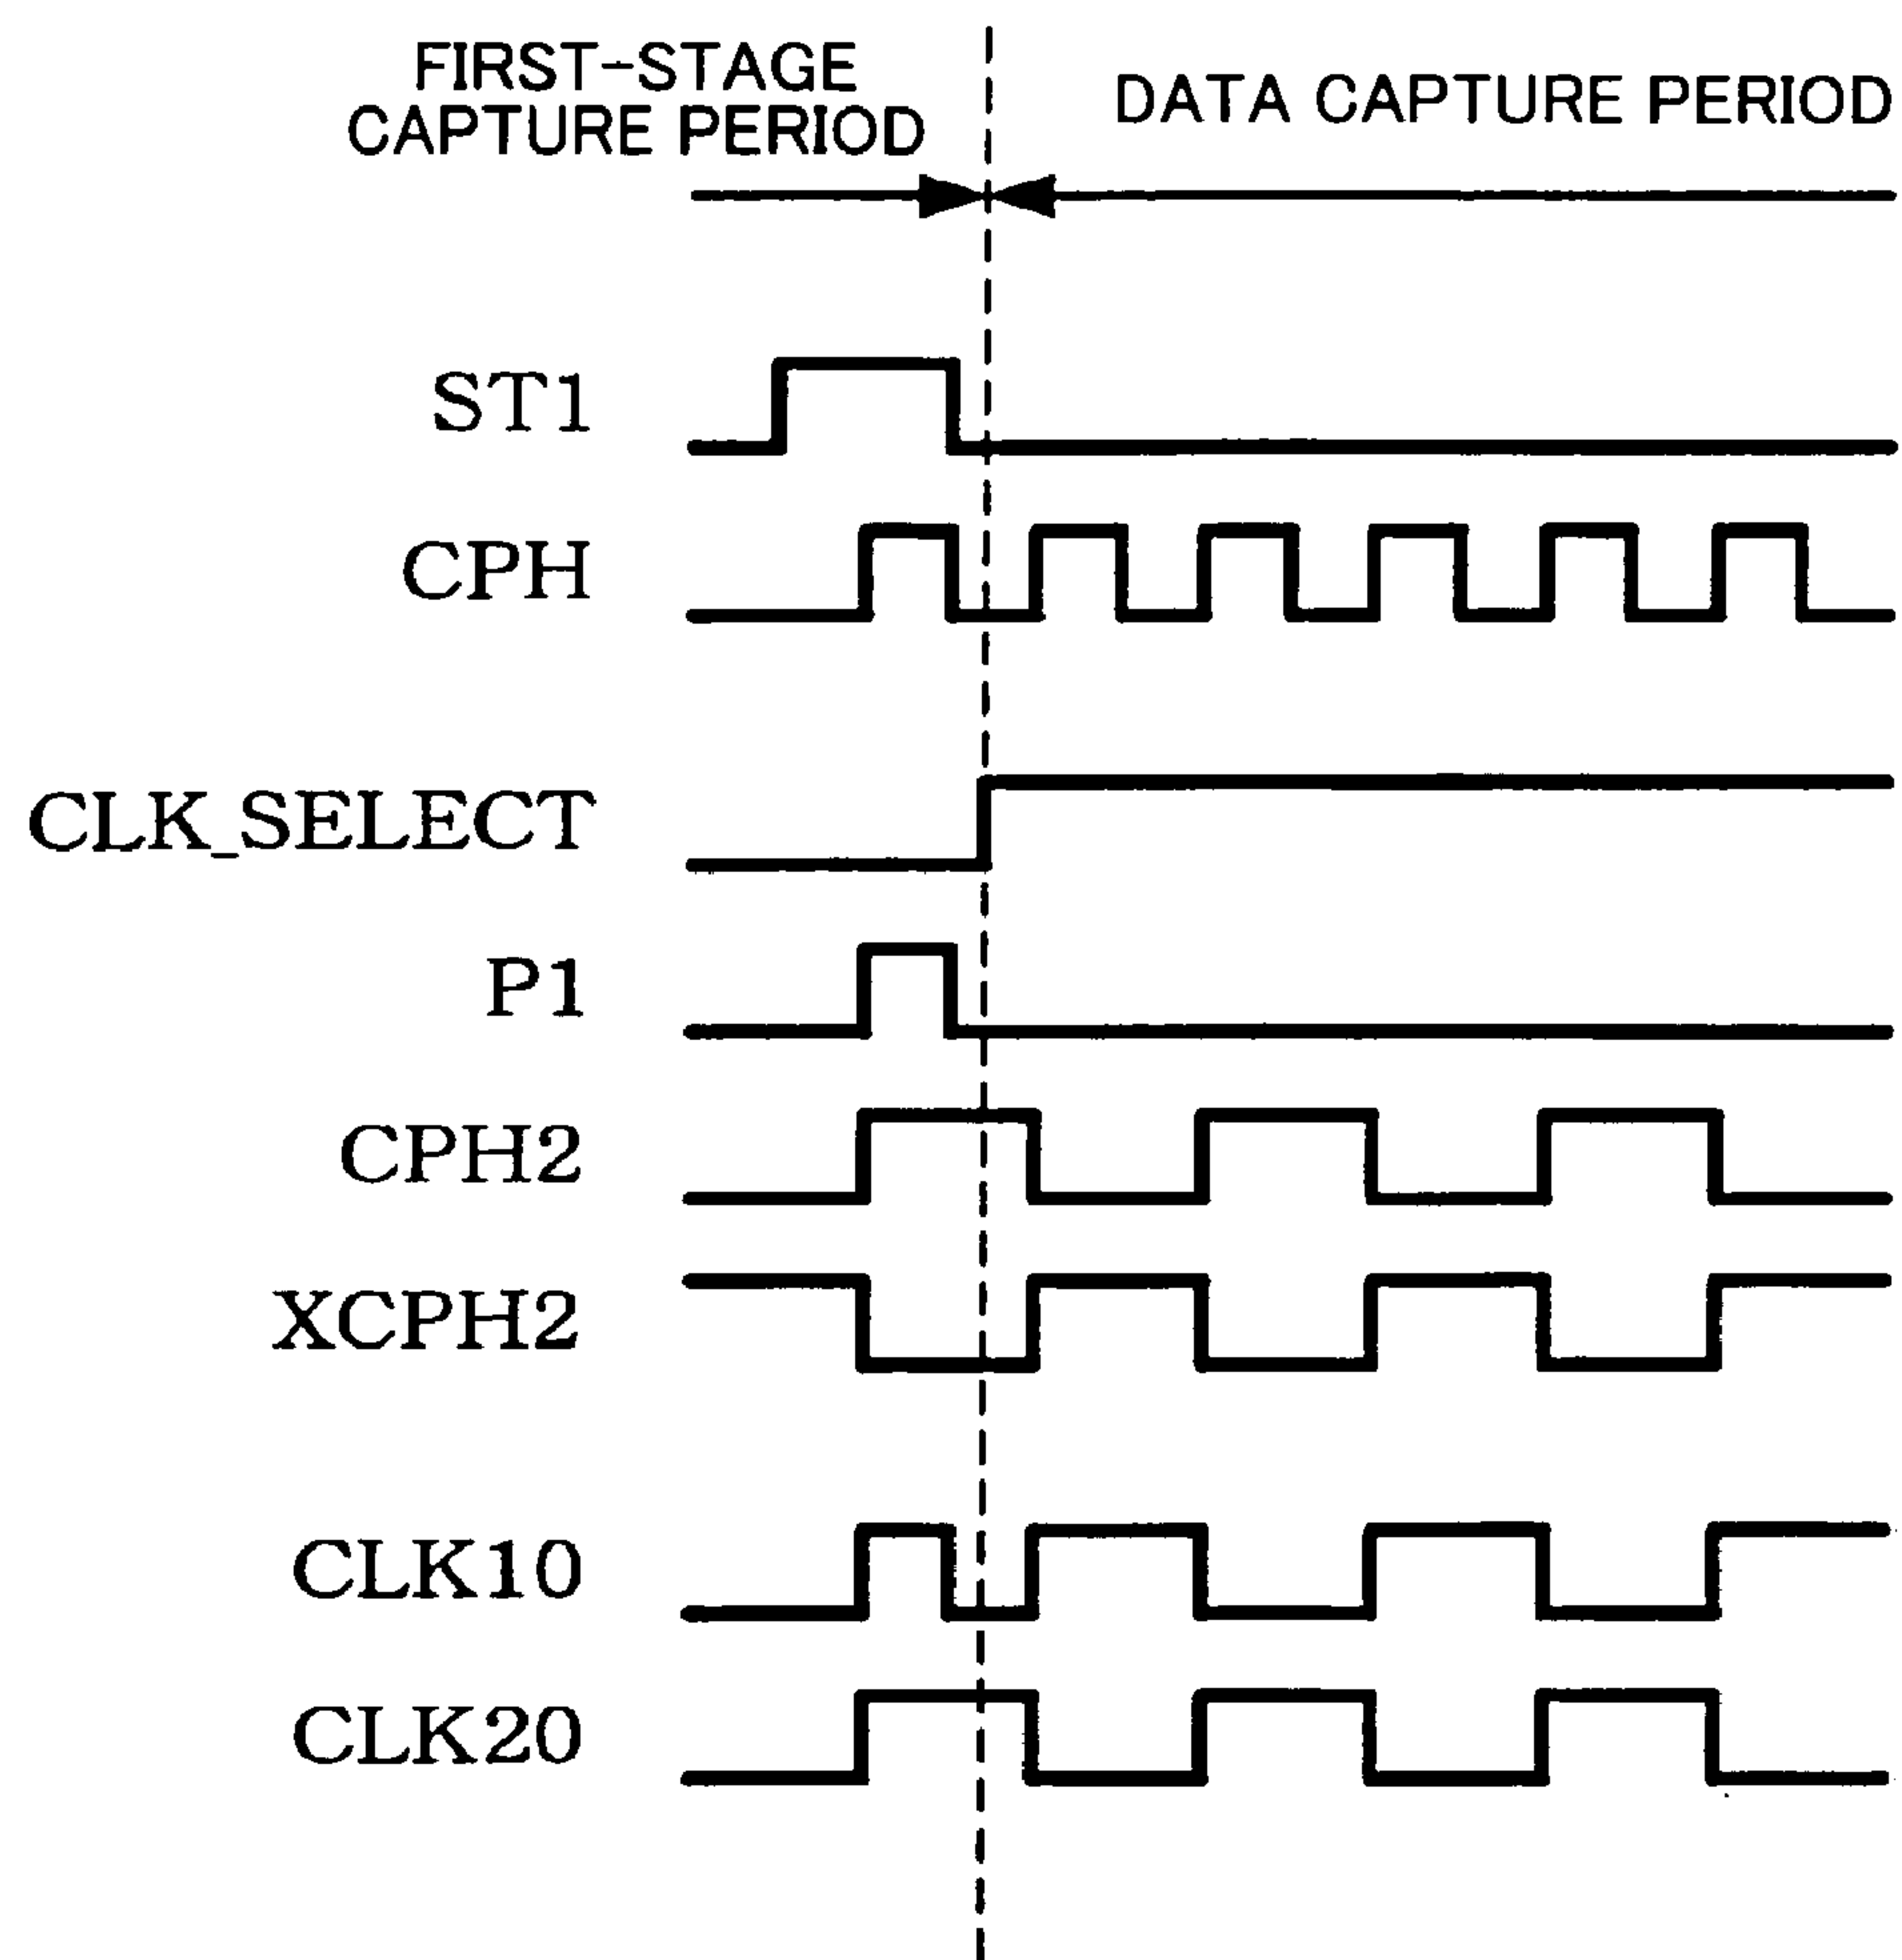 FIRST-STAGE
CAPTURE PERIOD
DATA CAPTURE PERIOD
ST1
CPH
CLK_SELECT
P1
CPH2
XCPH2
CLK10
CLK20